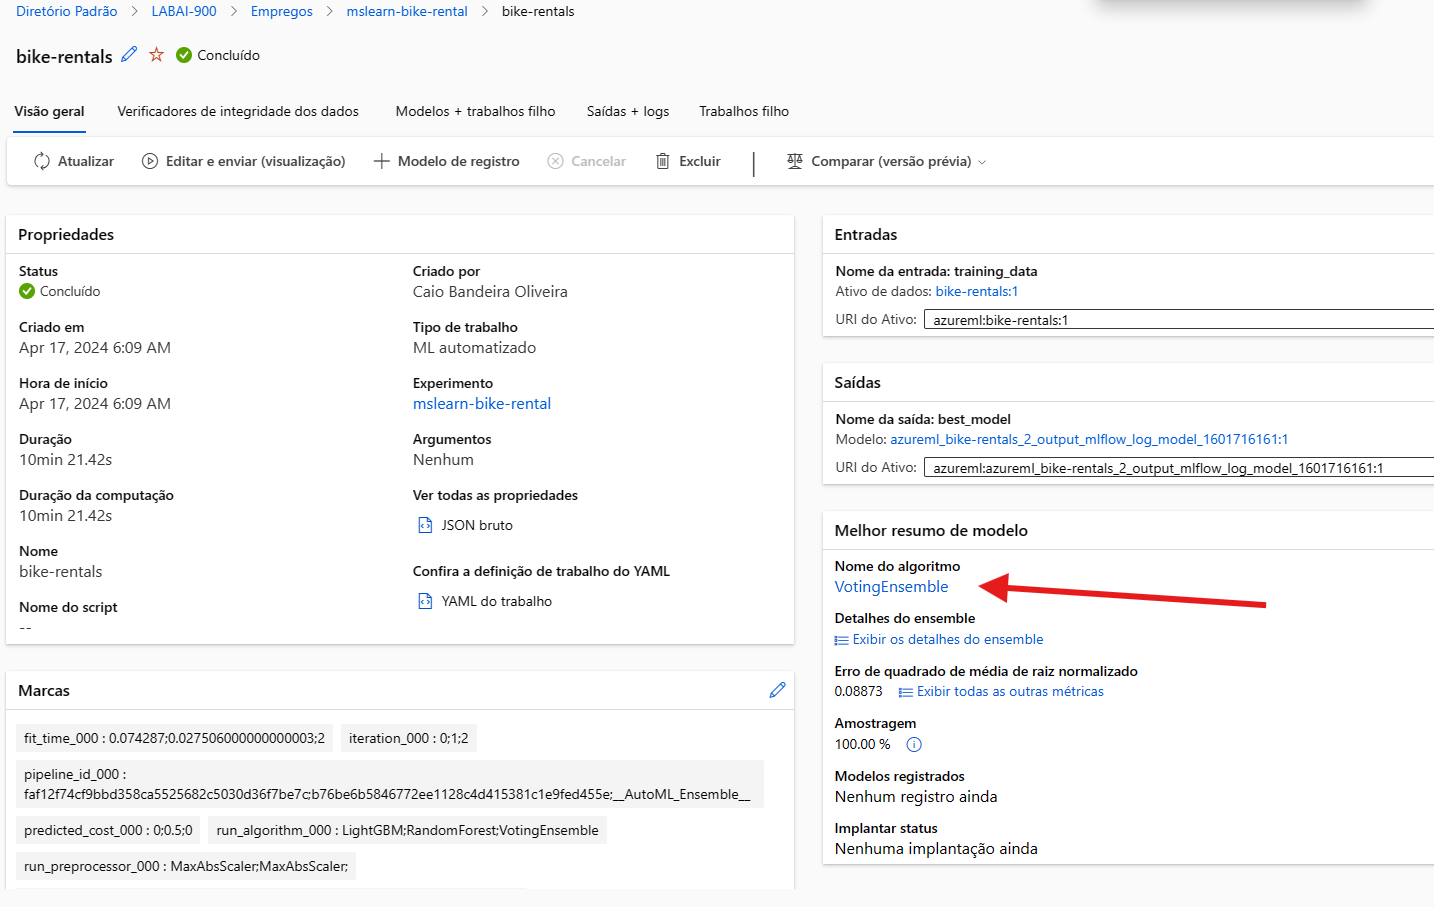 Diretório Padrão > LABAI-900 > Empregos > mslearn-bike-rental > bike-rentals
bike-rentals Concluído
Visão geral Verificadores de integridade dos dados Modelos + trabalhos filho Saídas + logs Trabalhos filho
Atualizar Editar e enviar (visualização) Modelo de registro Cancelar Excluir Comparar (versão prévia)
Propriedades
Status
Concluído
Criado em
Apr 17, 2024 6:09 AM
Hora de início
Apr 17, 2024 6:09 AM
Duração
10min 21.42s
Duração da computação
10min 21.42s
Nome
bike-rentals
Nome do script
--
Criado por
Caio Bandeira Oliveira
Tipo de trabalho
ML automatizado
Experimento
mslearn-bike-rental
Argumentos
Nenhum
Ver todas as propriedades
JSON bruto
Confira a definição de trabalho do YAML
YAML do trabalho
Marcas
fit_time_000 : 0.074287;0.027506000000000003;2 iteration_000 : 0;1;2
pipeline_id_000 :
faf12f74cf9bbd358ca5525682c5030d36f7be7c;b76be6b5846772ee1128c4d415381c1e9fed455e;__AutoML_Ensemble__
predicted_cost_000 : 0;0.5;0 run_algorithm_000 : LightGBM;RandomForest;VotingEnsemble
run_preprocessor_000 : MaxAbsScaler;MaxAbsScaler;
Entradas
Nome da entrada: training_data
Ativo de dados: bike-rentals:1
URI do Ativo: azureml:bike-rentals:1
Saídas
Nome da saída: best_model
Modelo: azureml_bike-rentals_2_output_mlflow_log_model_1601716161:1
URI do Ativo: azureml:azureml_bike-rentals_2_output_mlflow_log_model_1601716161:1
Melhor resumo de modelo
Nome do algoritmo
VotingEnsemble
Detalhes do ensemble
Exibir os detalhes do ensemble
Erro de quadrado de média de raiz normalizado
0.08873 Exibir todas as outras métricas
Amostragem
100.00 %
Modelos registrados
Nenhum registro ainda
Implantar status
Nenhuma implantação ainda